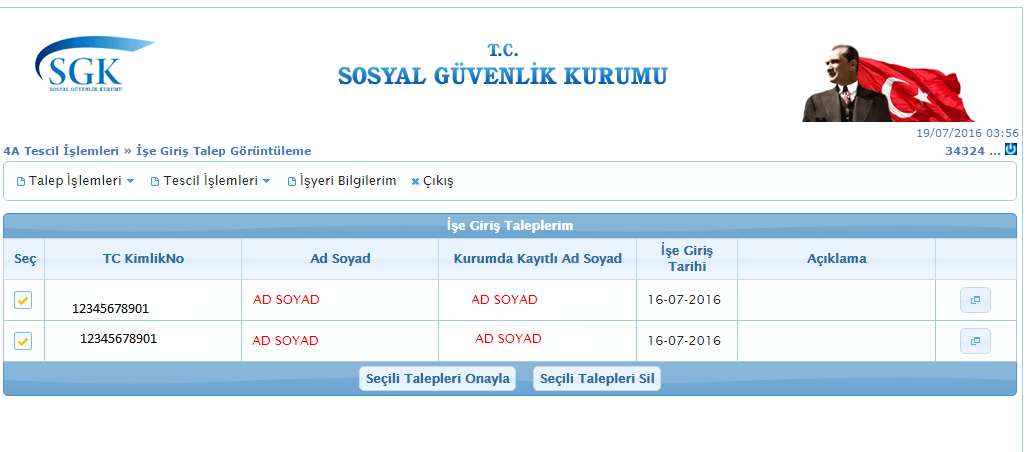 SGK
SOSYAL GÜVENLİK KURUMU
T.C.
SOSYAL GÜVENLİK KURUMU
19/07/2016 03:56
4A Tescil İşlemleri » İşe Giriş Talep Görüntüleme
34324 ...
Talep İşlemleri Tescil İşlemleri İşyeri Bilgilerim Çıkış
İşe Giriş Taleplerim
Seç TC KimlikNo Ad Soyad Kurumda Kayıtlı Ad Soyad İşe Giriş Tarihi Açıklama
12345678901 AD SOYAD AD SOYAD 16-07-2016
12345678901 AD SOYAD AD SOYAD 16-07-2016
Seçili Talepleri Onayla Seçili Talepleri Sil